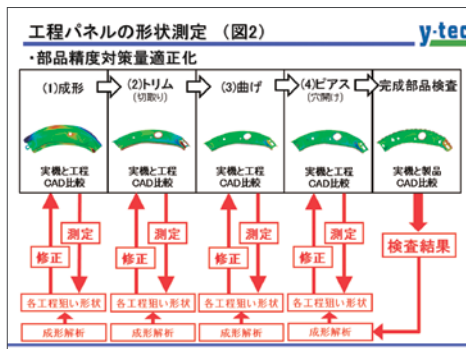 工程パネルの形状測定 (図2)
y-tec
・部品精度対策量適正化
(1)成形
(2)トリム
(切取り)
(3)曲げ
(4)ピアス
(穴開け)
完成部品検査
実機と工程
CAD比較
実機と工程
CAD比較
実機と工程
CAD比較
実機と工程
CAD比較
実機と製品
CAD比較
修正
測定
修正
測定
修正
測定
修正
測定
検査結果
各工程狙い形状
各工程狙い形状
各工程狙い形状
各工程狙い形状
成形解析
成形解析
成形解析
成形解析